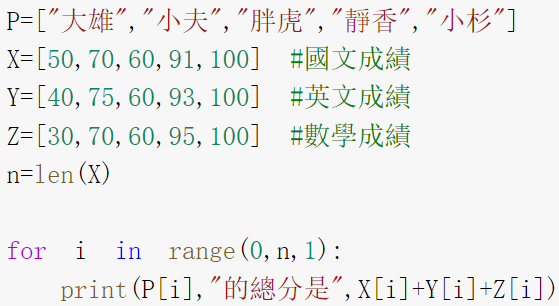 P=["大雄","小夫","胖虎","靜香","小杉"]
X=[50,70,60,91,100]  #國文成績
Y=[40,75,60,93,100]  #英文成績
Z=[30,70,60,95,100]  #數學成績
n=len(X)

for  i  in  range(0,n,1):
    print(P[i],"的總分是",X[i]+Y[i]+Z[i])